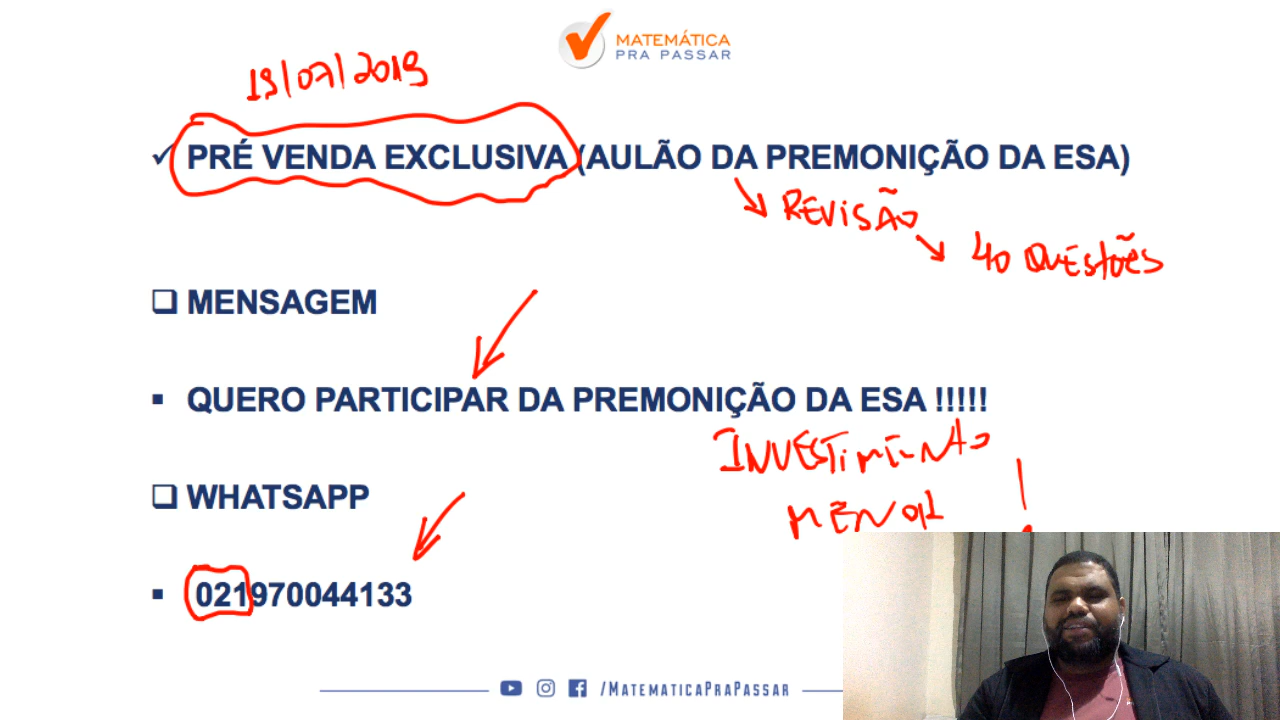 MATEMÁTICA
PRA PASSAR
19/07/2019
PRÉ VENDA EXCLUSIVA (AULÃO DA PREMONIÇÃO DA ESA)
REVISÃO
40 QUESTÕES
MENSAGEM
QUERO PARTICIPAR DA PREMONIÇÃO DA ESA !!!!!
INVESTIMENTO
MENOR !
WHATSAPP
021970044133
/MATEMATICAPRAPASSAR